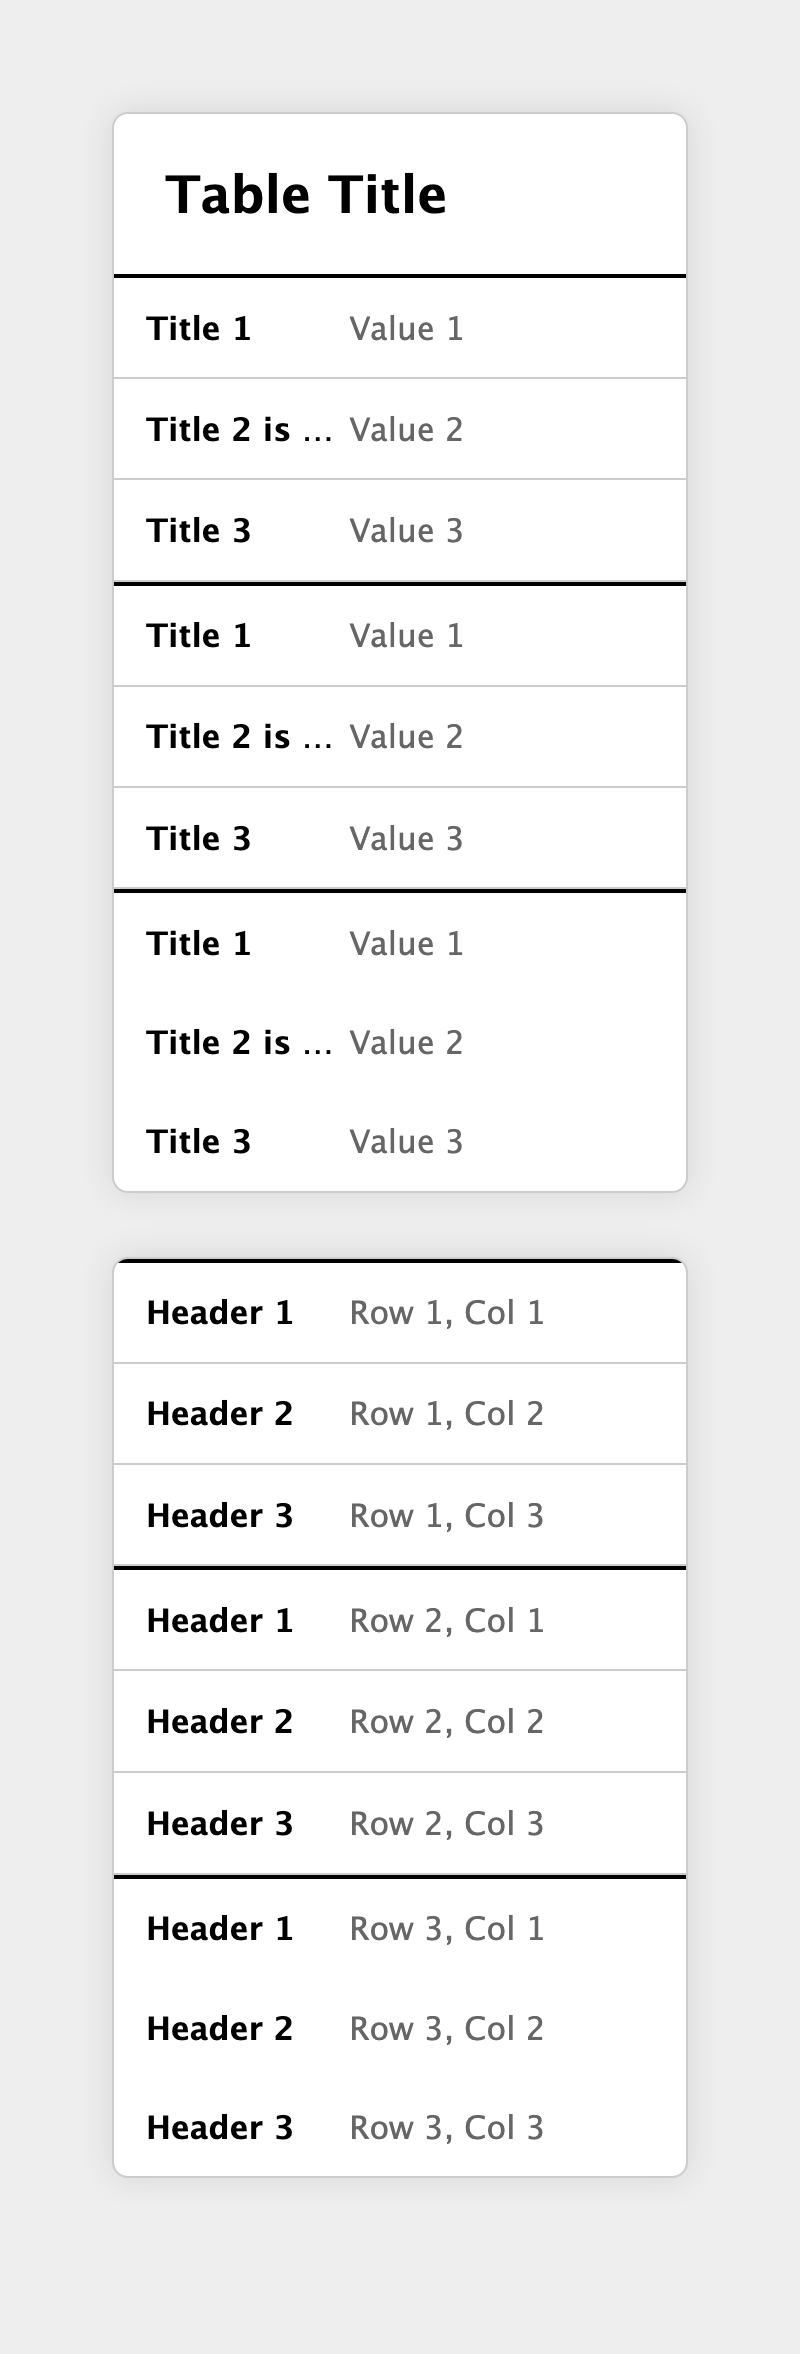 Table Title
Title 1 Value 1
Title 2 is ... Value 2
Title 3 Value 3
Title 1 Value 1
Title 2 is ... Value 2
Title 3 Value 3
Title 1 Value 1
Title 2 is ... Value 2
Title 3 Value 3
Header 1 Row 1, Col 1
Header 2 Row 1, Col 2
Header 3 Row 1, Col 3
Header 1 Row 2, Col 1
Header 2 Row 2, Col 2
Header 3 Row 2, Col 3
Header 1 Row 3, Col 1
Header 2 Row 3, Col 2
Header 3 Row 3, Col 3